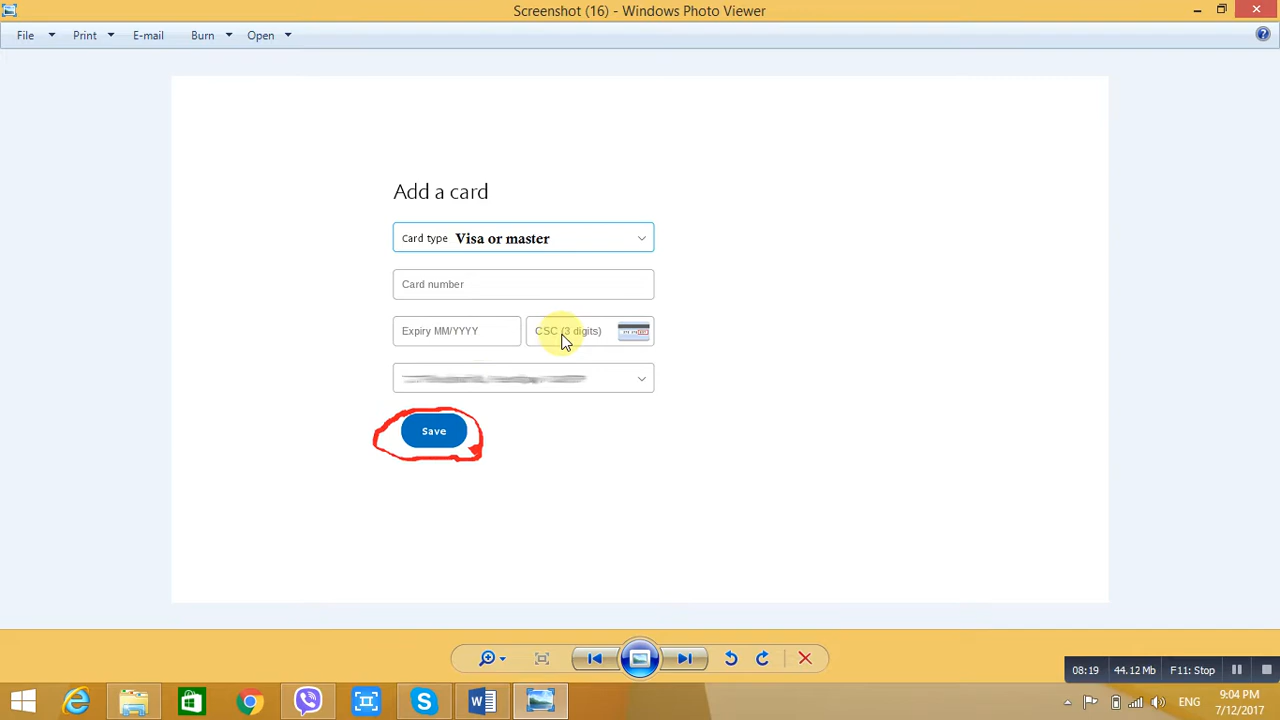 Screenshot (16) - Windows Photo Viewer
File Print E-mail Burn Open
Add a card
Card type Visa or master
Card number
Expiry MM/YYYY CSC (3 digits)
Save
08:19 44.12 Mb F11: Stop
ENG 9:04 PM
7/12/2017